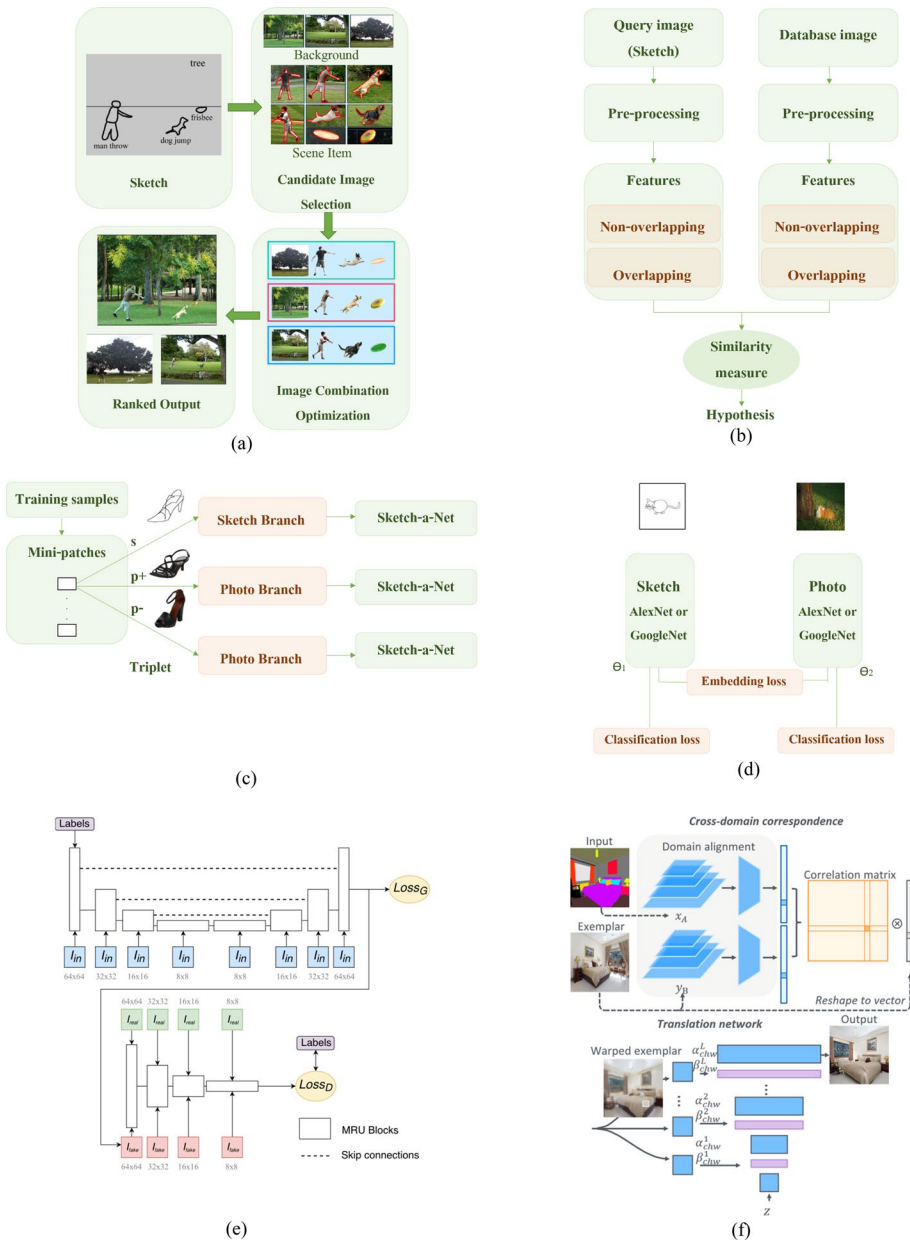 tree
frisbee
man throw
dog jump
Sketch
Background
Scene Item
Candidate Image
Selection
Ranked Output
Image Combination
Optimization
(a)
Query image
(Sketch)
Database image
Pre-processing
Pre-processing
Features
Features
Non-overlapping
Non-overlapping
Overlapping
Overlapping
Similarity
measure
Hypothesis
(b)
Training samples
Mini-patches
s
p+
p-
Triplet
Sketch Branch
Sketch-a-Net
Photo Branch
Sketch-a-Net
Photo Branch
Sketch-a-Net
(c)
Sketch
AlexNet or
GoogleNet
Photo
AlexNet or
GoogleNet
Θ1
Θ2
Embedding loss
Classification loss
Classification loss
(d)
Labels
LossG
Iin Iin Iin Iin Iin Iin Iin Iin
64x64 32x32 16x16 8x8 8x8 16x16 32x32 64x64
64x64 32x32 16x16 8x8
Ireal Ireal Ireal Ireal
Labels
LossD
Ifake Ifake Ifake Ifake
64x64 32x32 16x16 8x8
MRU Blocks
Skip connections
(e)
Cross-domain correspondence
Input
Domain alignment
xA
Exemplar
yB
Correlation matrix
⊗
Reshape to vector
Translation network
Output
Warped exemplar
α^L_chw
β^L_chw
α^2_chw
β^2_chw
α^1_chw
β^1_chw
z
(f)